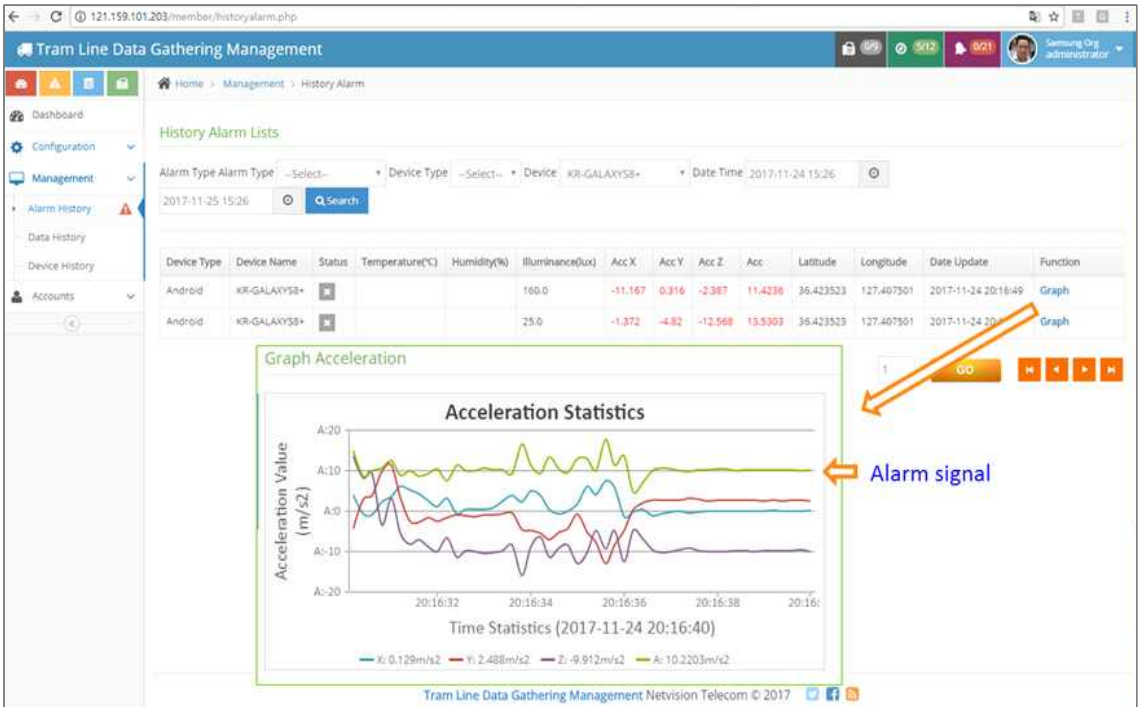 121.159.101.203/member/historyalarm.php
Tram Line Data Gathering Management
0/9 5/12 0/21 Samsung Org
administrator
Home > Management > History Alarm
Dashboard
Configuration
Management
Alarm History
Data History
Device History
Accounts
History Alarm Lists
Alarm Type Alarm Type --Select-- Device Type --Select-- Device KR-GALAXYS8+ Date Time 2017-11-24 15:26
2017-11-25 15:26 Search
Device Type Device Name Status Temperature(℃) Humidity(%) Illuminance(lux) Acc X Acc Y Acc Z Acc Latitude Longitude Date Update Function
Android KR-GALAXYS8+ 160.0 -11.167 0.316 -2.387 11.4236 36.423523 127.407501 2017-11-24 20:16:49 Graph
Android KR-GALAXYS8+ 25.0 -1.372 -4.82 -12.568 13.5303 36.423523 127.407501 2017-11-24 Graph
1 GO
Graph Acceleration
Acceleration Statistics
Acceleration Value
(m/s2)
A:20
A:10
A:0
A:-10
A:-20
20:16:32 20:16:34 20:16:36 20:16:38 20:16:
Time Statistics (2017-11-24 20:16:40)
X: 0.129m/s2 Y: 2.488m/s2 Z: -9.912m/s2 A: 10.2203m/s2
Alarm signal
Tram Line Data Gathering Management Netvision Telecom © 2017